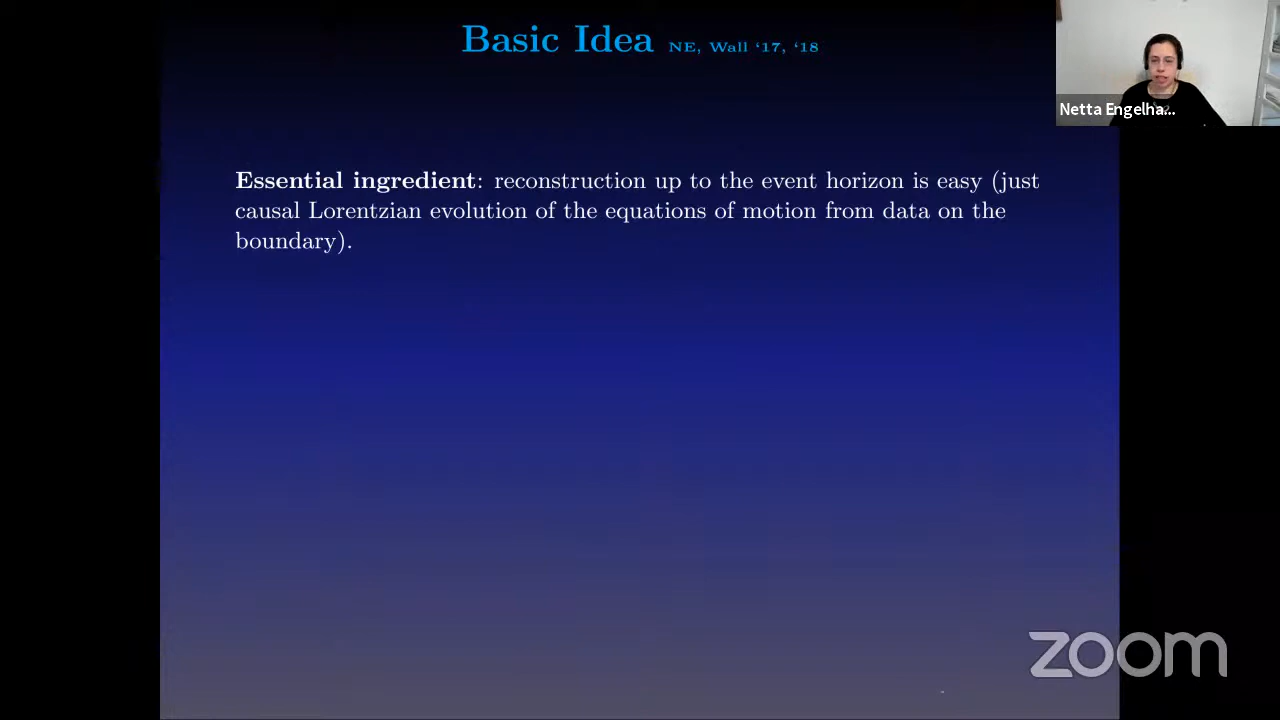 Basic Idea NE, Wall ‘17, ‘18
Netta Engelha...
Essential ingredient: reconstruction up to the event horizon is easy (just
causal Lorentzian evolution of the equations of motion from data on the
boundary).
zoom